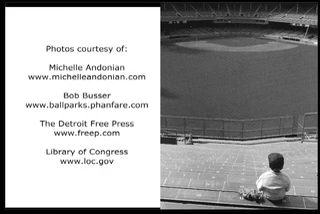 Photos courtesy of:
Michelle Andonian
www.michelleandonian.com
Bob Busser
www.ballparks.phanfare.com
The Detroit Free Press
www.freep.com
Library of Congress
www.loc.gov